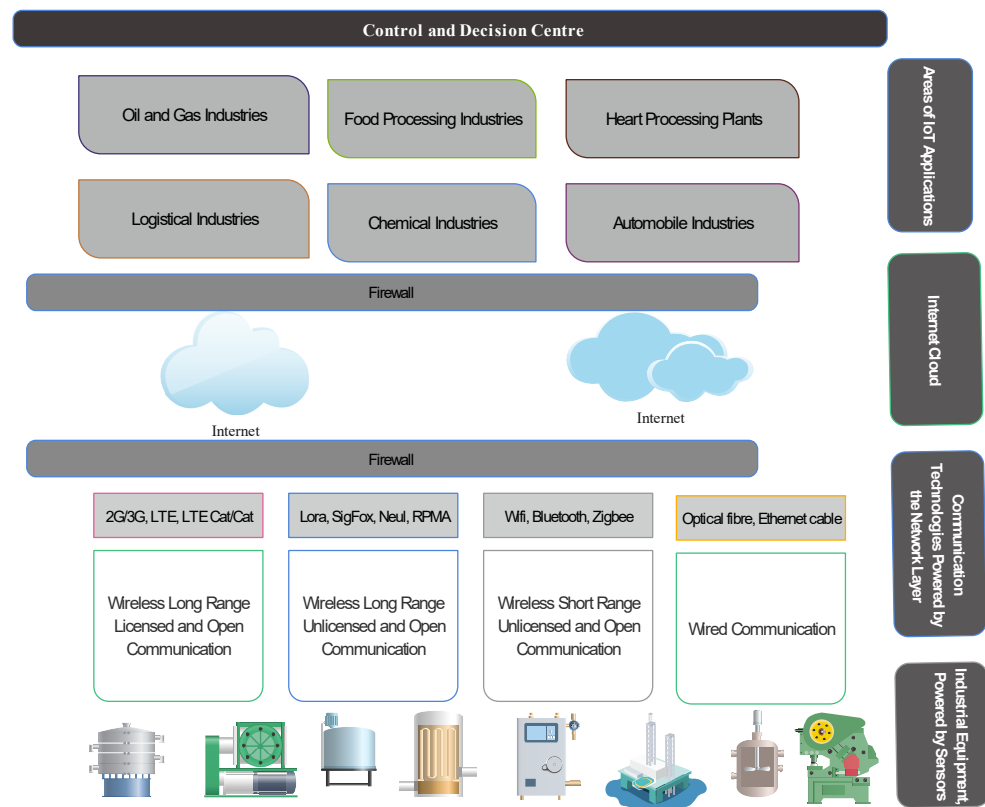 Control and Decision Centre
Areas of IoT Applications
Oil and Gas Industries
Food Processing Industries
Heart Processing Plants
Logistical Industries
Chemical Industries
Automobile Industries
Firewall
Internet Cloud
Internet
Internet
Firewall
Communication
Technologies Powered by
the Network Layer
2G/3G, LTE, LTE Cat/Cat
Lora, SigFox, Neul, RPMA
Wifi, Bluetooth, Zigbee
Optical fibre, Ethernet cable
Wireless Long Range
Licensed and Open
Communication
Wireless Long Range
Unlicensed and Open
Communication
Wireless Short Range
Unlicensed and Open
Communication
Wired Communication
Industrial Equipment,
Powered by Sensors